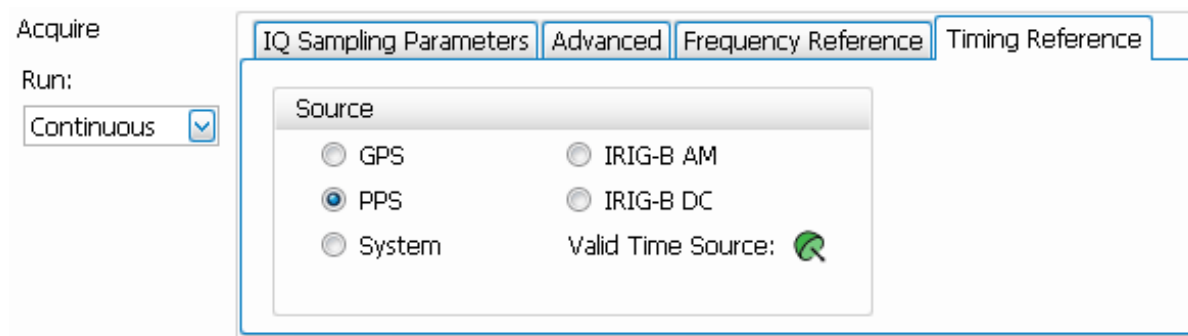 Acquire
Run:
Continuous
IQ Sampling Parameters
Advanced
Frequency Reference
Timing Reference
Source
GPS
IRIG-B AM
PPS
IRIG-B DC
System
Valid Time Source: